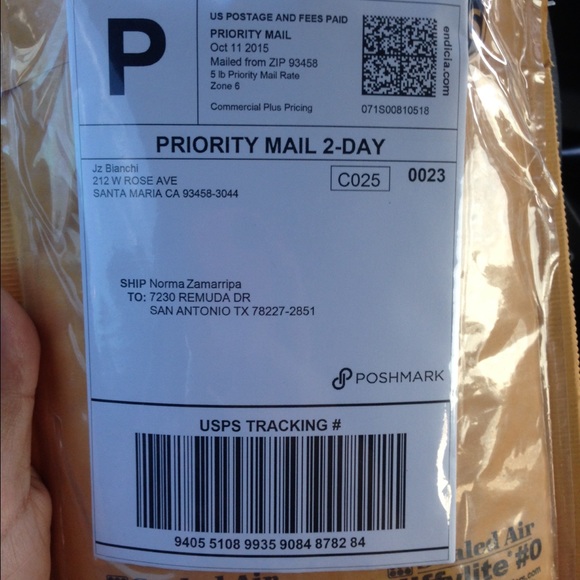 P
US POSTAGE AND FEES PAID
PRIORITY MAIL
Oct 11 2015
Mailed from ZIP 93458
5 lb Priority Mail Rate
Zone 6
Commercial Plus Pricing
endicia.com
071S00810518
PRIORITY MAIL 2-DAY
Jz Bianchi
212 W ROSE AVE
SANTA MARIA CA 93458-3044
C025
0023
SHIP Norma Zamarripa
TO: 7230 REMUDA DR
SAN ANTONIO TX 78227-2851
POSHMARK
USPS TRACKING #
9405 5108 9935 9084 8782 84
Air
#0
Air